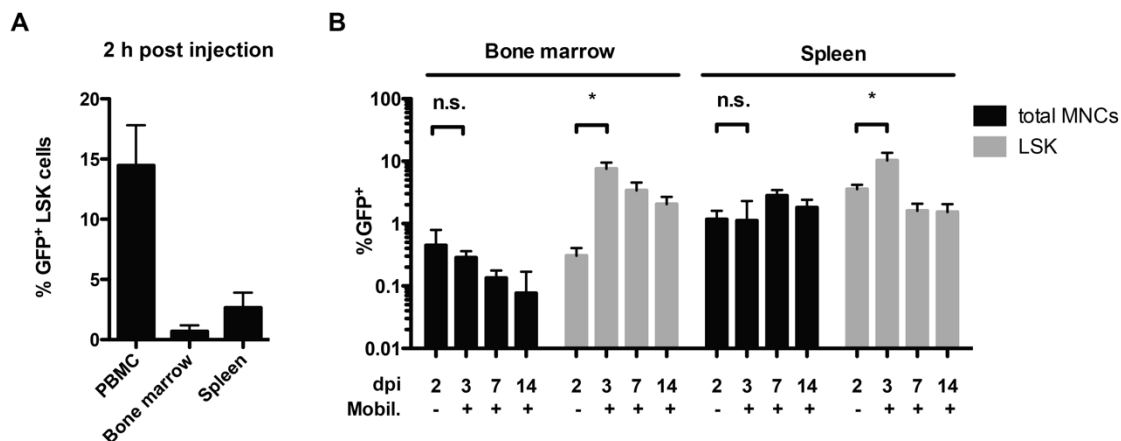 A
2 h post injection
% GFP+ LSK cells
20
15
10
5
0
PBMC
Bone marrow
Spleen
B
Bone marrow
Spleen
n.s.
*
n.s.
*
total MNCs
LSK
%GFP+
100
10
1
0.1
0.01
dpi 2 3 7 14 2 3 7 14 2 3 7 14 2 3 7 14
Mobil. - + + + - + + + - + + + - + + +